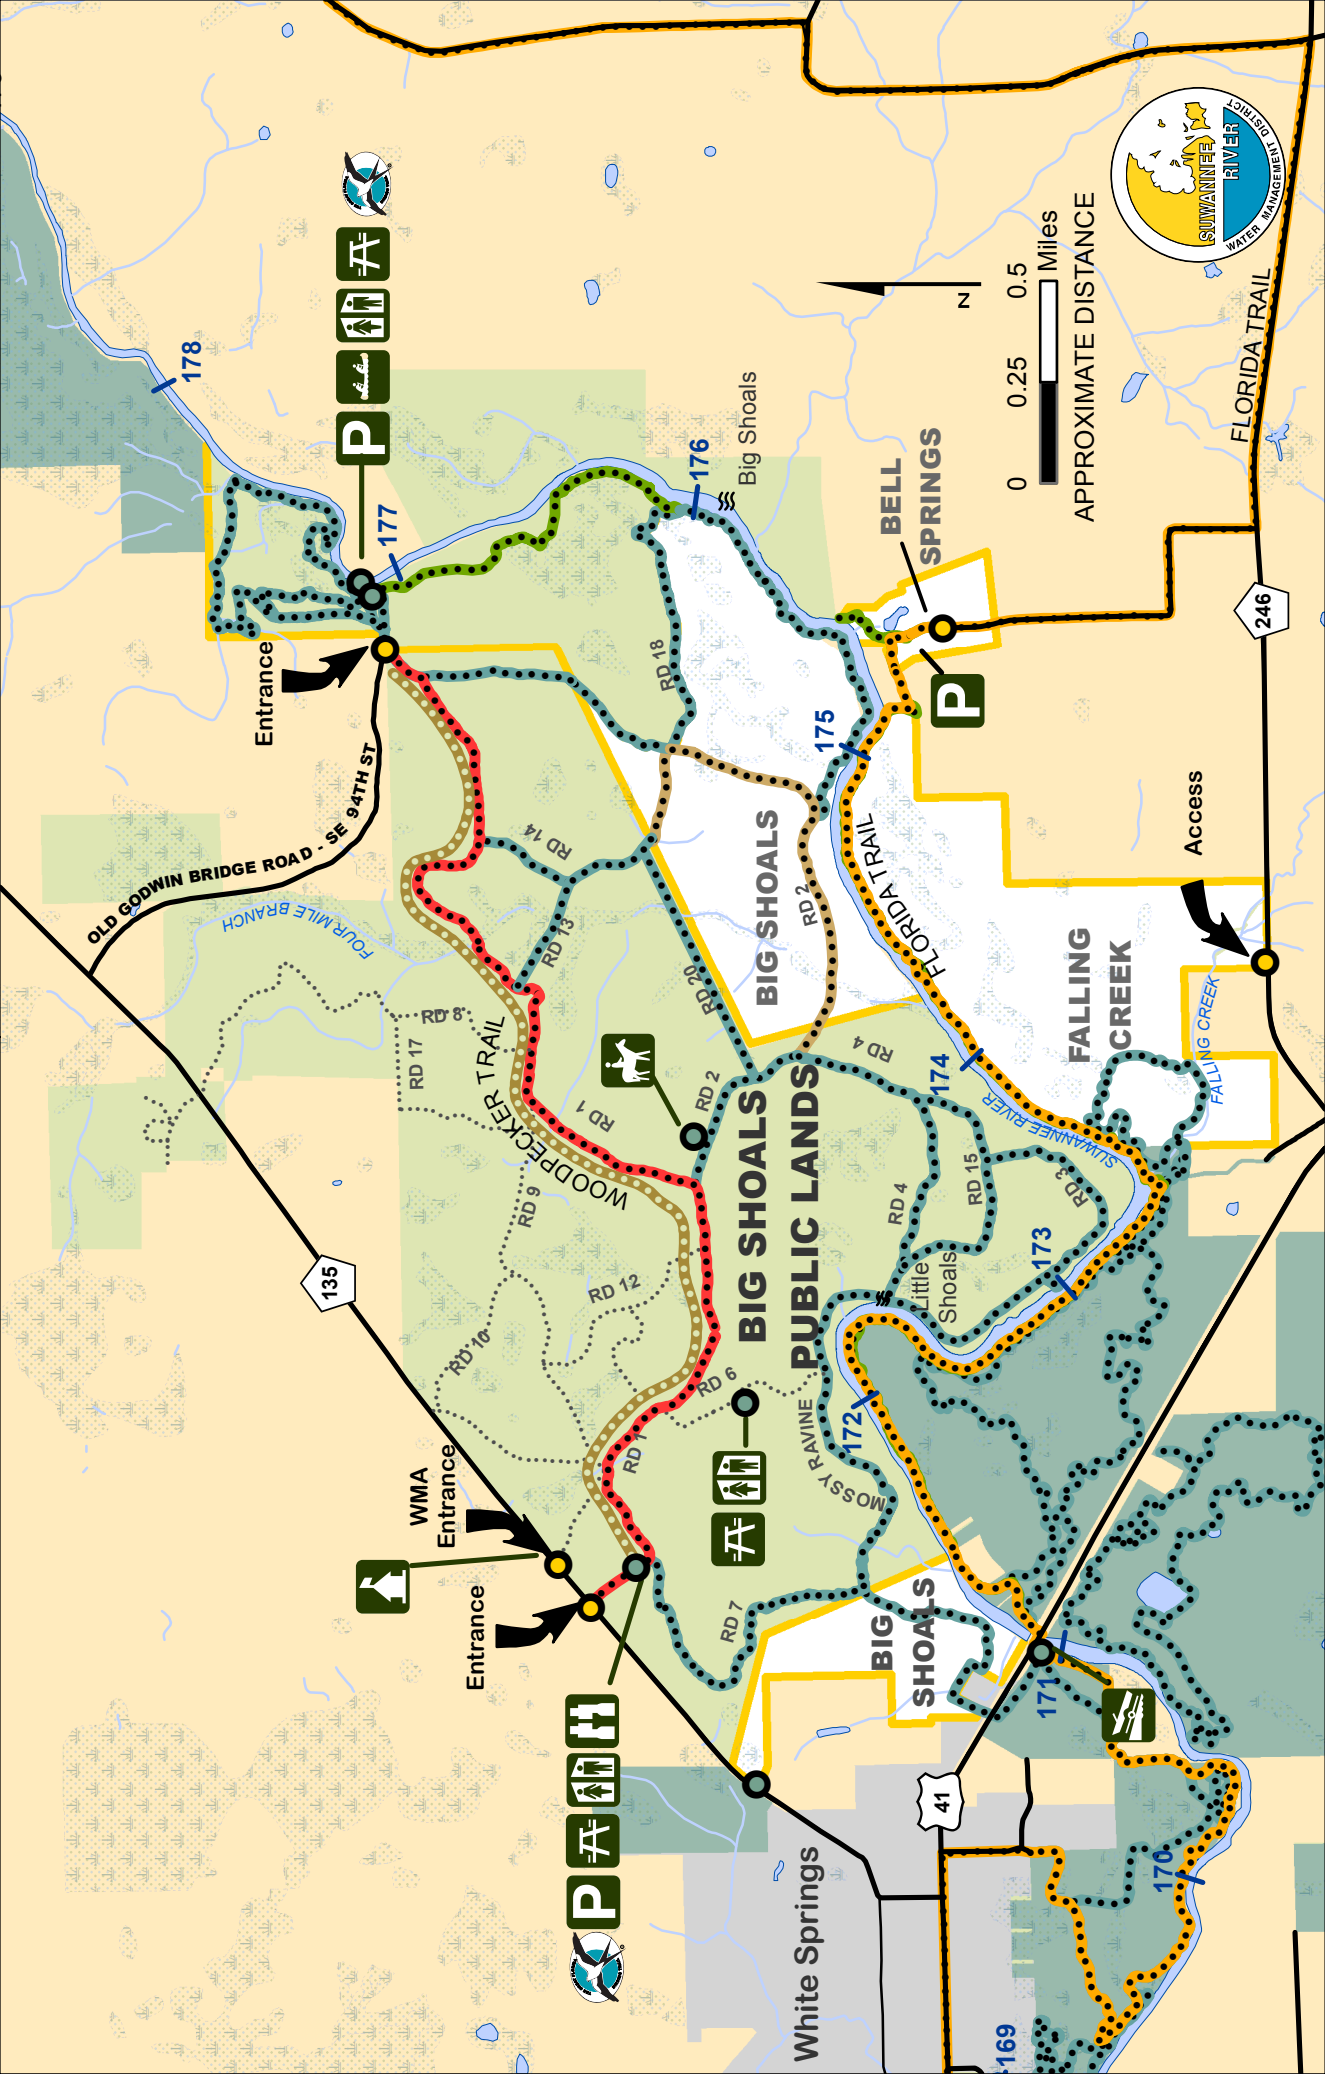 178
177
176
Big Shoals
BELL
SPRINGS
0 0.25 0.5
Miles
APPROXIMATE DISTANCE
N
SUWANNEE
RIVER
WATER MANAGEMENT DISTRICT
FLORIDA TRAIL
246
Access
Entrance
OLD GODWIN BRIDGE ROAD - SE 94TH ST
FOUR MILE BRANCH
RD 18
175
RD 14
RD 13
RD 20
BIG SHOALS
RD 2
FLORIDA TRAIL
FALLING
CREEK
FALLING CREEK
RD 8
RD 17
WOODPECKER TRAIL
RD 1
RD 2
RD 4
174
SUWANNEE RIVER
RD 9
RD 12
RD 10
BIG SHOALS
PUBLIC LANDS
RD 4
RD 15
RD 3
173
Little
Shoals
135
RD 6
RD 1
MOSSY RAVINE
172
WMA
Entrance
Entrance
RD 7
BIG
SHOALS
171
41
P
P
P
White Springs
170
169